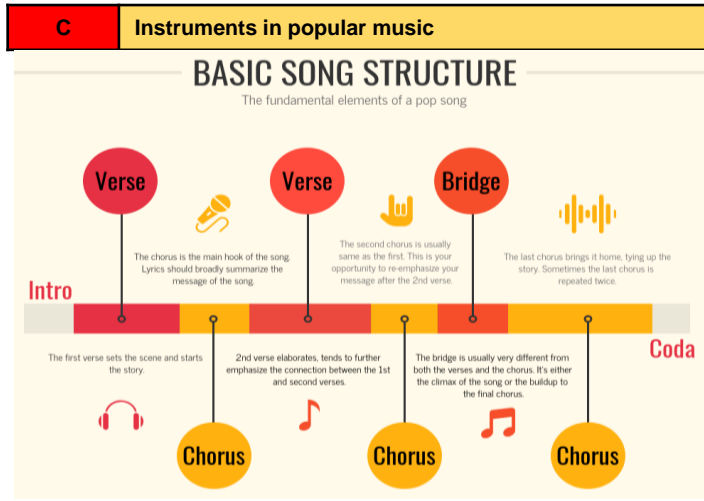 C
Instruments in popular music
BASIC SONG STRUCTURE
The fundamental elements of a pop song
Verse
Verse
Bridge
The chorus is the main hook of the song.
Lyrics should broadly summarize the
message of the song.
The second chorus is usually
same as the first. This is your
opportunity to re-emphasize your
message after the 2nd verse.
The last chorus brings it home, tying up the
story. Sometimes the last chorus is
repeated twice.
Intro
Coda
The first verse sets the scene and starts
the story.
2nd verse elaborates, tends to further
emphasize the connection between the 1st
and second verses.
The bridge is usually very different from
both the verses and the chorus. It's either
the climax of the song or the buildup to
the final chorus.
Chorus
Chorus
Chorus